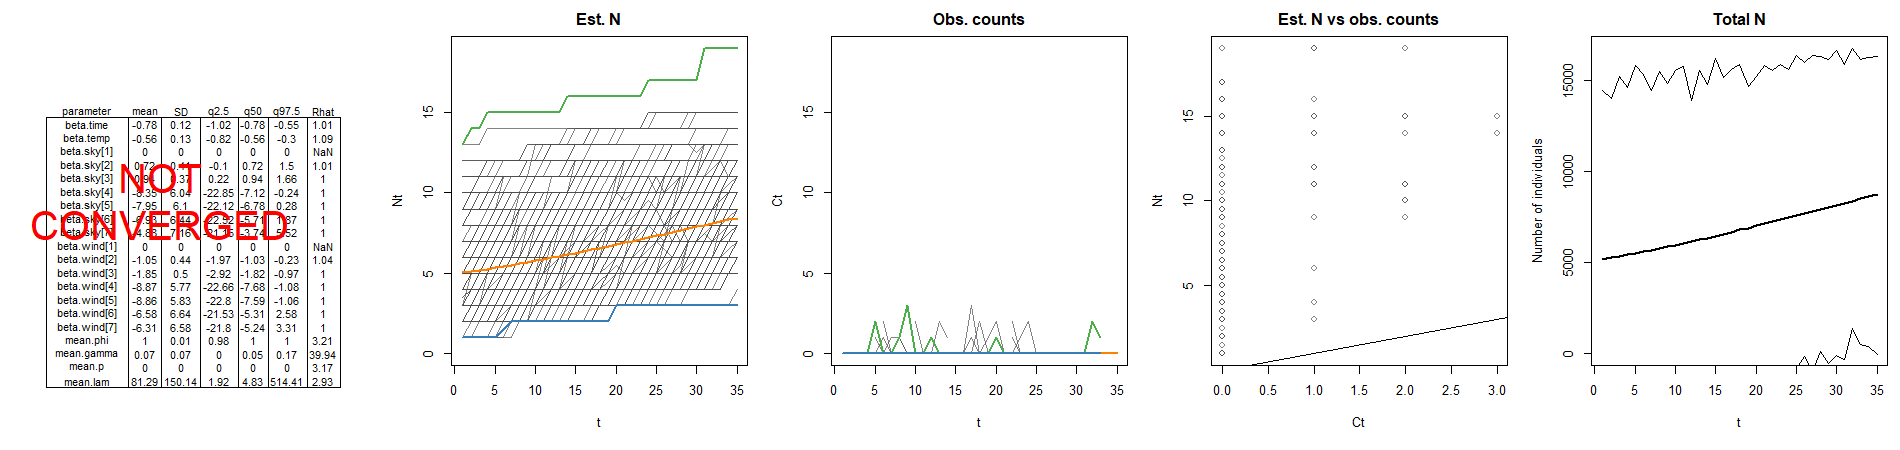 Est. N
Obs. counts
Est. N vs obs. counts
Total N
parameter mean SD q2.5 q50 q97.5 Rhat
beta.time -0.78 0.12 -1.02 -0.78 -0.55 1.01
beta.temp -0.56 0.13 -0.82 -0.56 -0.3 1.09
beta.sky[1] 0 0 0 0 0 NaN
beta.sky[2] 0.72 -0.1 0.72 1.5 1.01
beta.sky[3] 0.37 0.22 0.94 1.66 1
beta.sky[4] -8.35 6.04 -22.85 -7.12 -0.24 1
beta.sky[5] -7.95 6.1 -22.12 -6.78 0.28 1
beta.sky[6] 6.44 -22.52 -5.71 1
beta.sky[7] 7.16 1
beta.wind[1] 0 0 0 0 0 NaN
beta.wind[2] -1.05 0.44 -1.97 -1.03 -0.23 1.04
beta.wind[3] -1.85 0.5 -2.92 -1.82 -0.97 1
beta.wind[4] -8.87 5.77 -22.66 -7.68 -1.08 1
beta.wind[5] -8.86 5.83 -22.8 -7.59 -1.06 1
beta.wind[6] -6.58 6.64 -21.53 -5.31 2.58 1
beta.wind[7] -6.31 6.58 -21.8 -5.24 3.31 1
mean.phi 1 0.01 0.98 1 1 3.21
mean.gamma 0.07 0.07 0 0.05 0.17 39.94
mean.p 0 0 0 0 0 3.17
mean.lam 81.29 150.14 1.92 4.83 514.41 2.93
NOT
CONVERGED
Nt
15
10
5
0
0 5 10 15 20 25 30 35
t
Ct
15
10
5
0
0 5 10 15 20 25 30 35
t
Nt
15
10
5
0.0 0.5 1.0 1.5 2.0 2.5 3.0
Ct
Number of individuals
15000
10000
5000
0
0 5 10 15 20 25 30 35
t